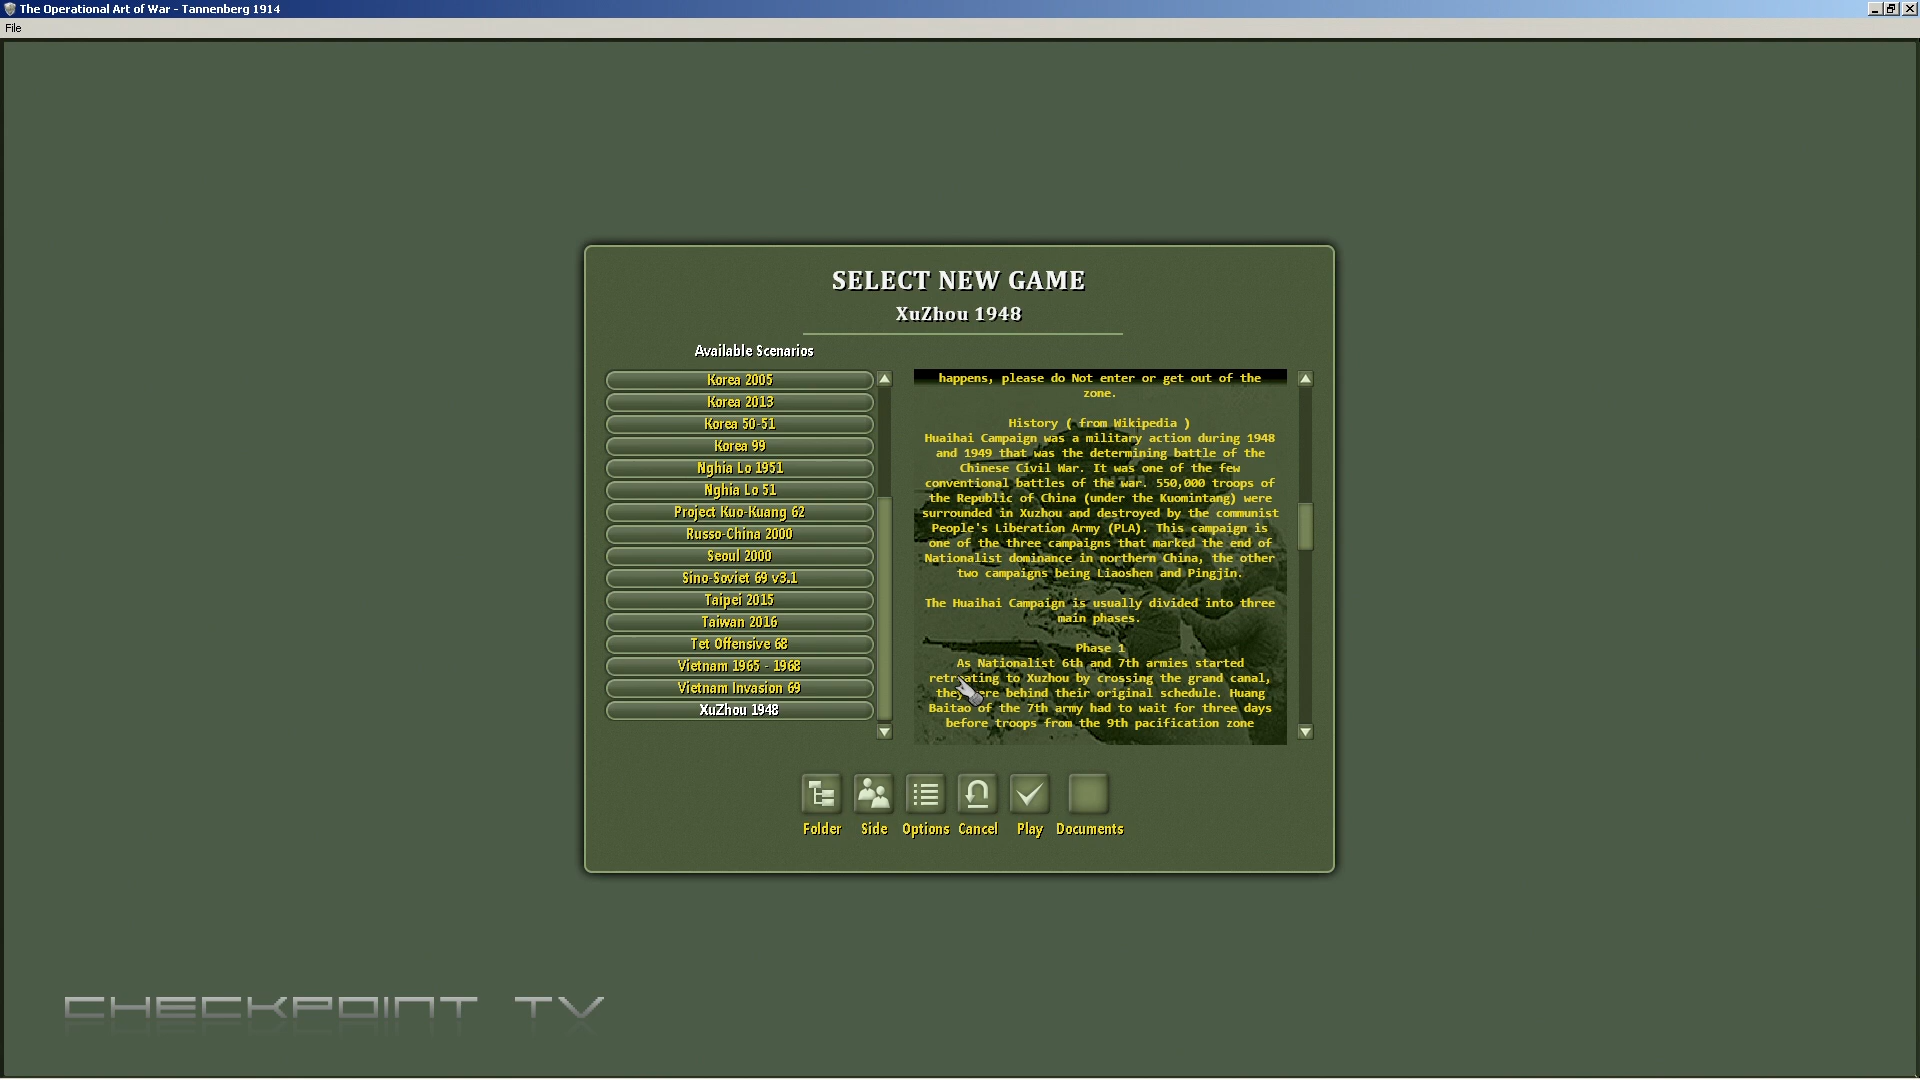 The Operational Art of War - Tannenberg 1914
File
SELECT NEW GAME
XuZhou 1948
Available Scenarios
Korea 2005
Korea 2013
Korea 50-51
Korea 99
Nghia Lo 1951
Nghia Lo 51
Project Kuo-Kuang 62
Russo-China 2000
Seoul 2000
Sino-Soviet 69 v3.1
Taipei 2015
Taiwan 2016
Tet Offensive 68
Vietnam 1965 - 1968
Vietnam Invasion 69
XuZhou 1948
happens, please do Not enter or get out of the
zone.
History ( from Wikipedia )
Huaihai Campaign was a military action during 1948
and 1949 that was the determining battle of the
Chinese Civil War. It was one of the few
conventional battles of the war. 550,000 troops of
the Republic of China (under the Kuomintang) were
surrounded in Xuzhou and destroyed by the communist
People's Liberation Army (PLA). This campaign is
one of the three campaigns that marked the end of
Nationalist dominance in northern China, the other
two campaigns being Liaoshen and Pingjin.
The Huaihai Campaign is usually divided into three
main phases.
Phase 1
As Nationalist 6th and 7th armies started
retreating to Xuzhou by crossing the grand canal,
they were behind their original schedule. Huang
Baitao of the 7th army had to wait for three days
before troops from the 9th pacification zone
Folder
Side
Options
Cancel
Play
Documents
CHECKPOINT TV